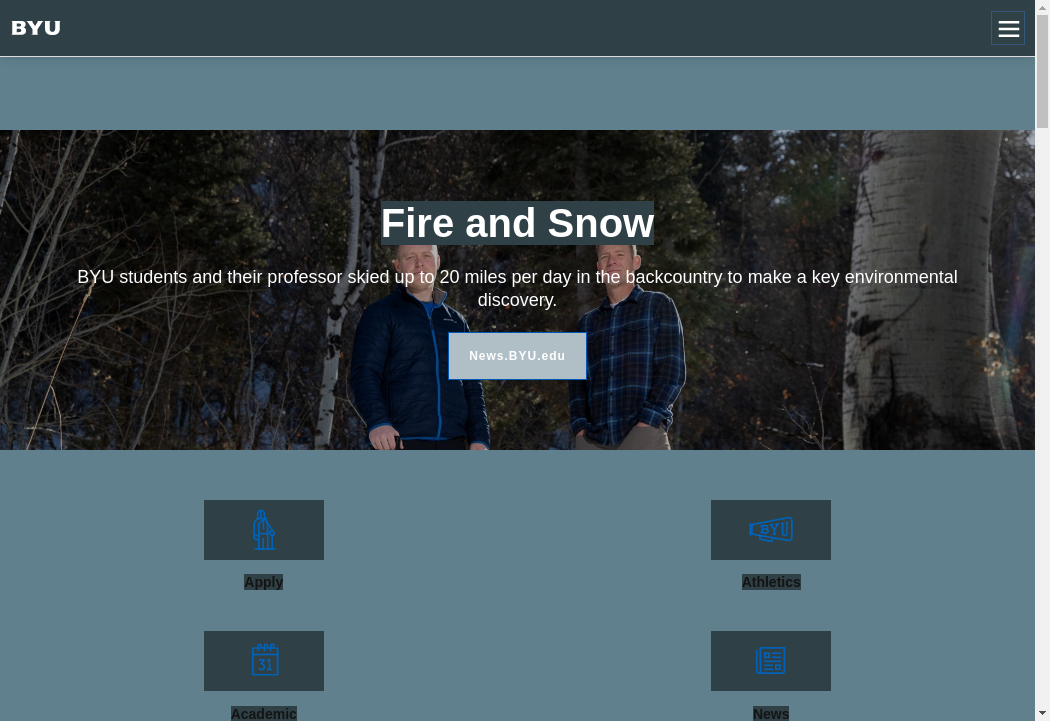 BYU
Fire and Snow
BYU students and their professor skied up to 20 miles per day in the backcountry to make a key environmental
discovery.
News.BYU.edu
BYU
Apply
Athletics
31
Academic
News